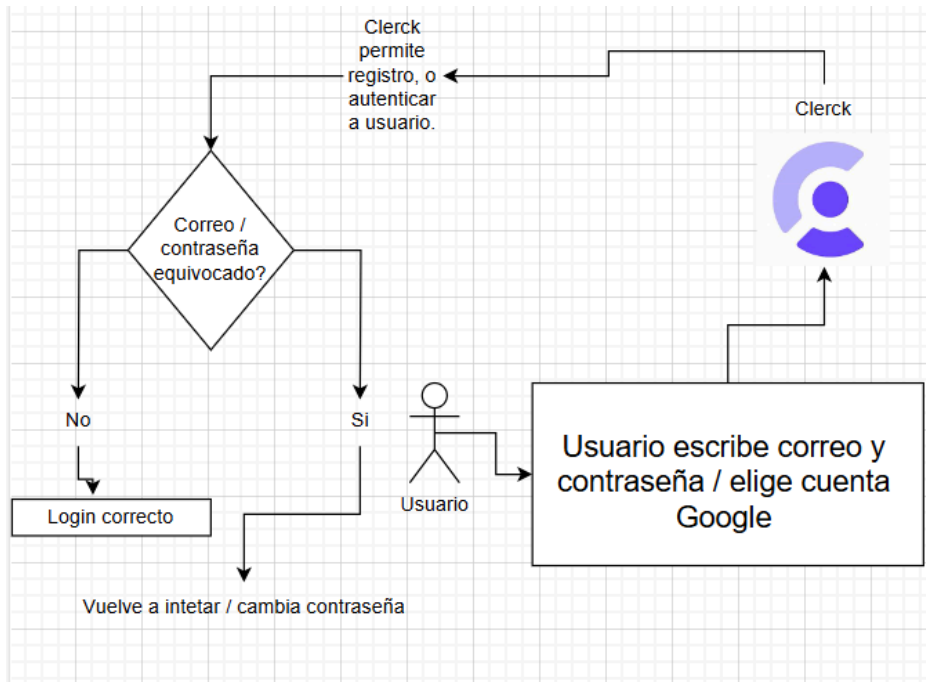 Clerck
permite
registro, o
autenticar
a usuario.
Clerck
Correo /
contraseña
equivocado?
No
Si
Usuario
Usuario escribe correo y
contraseña / elige cuenta
Google
Login correcto
Vuelve a intetar / cambia contraseña